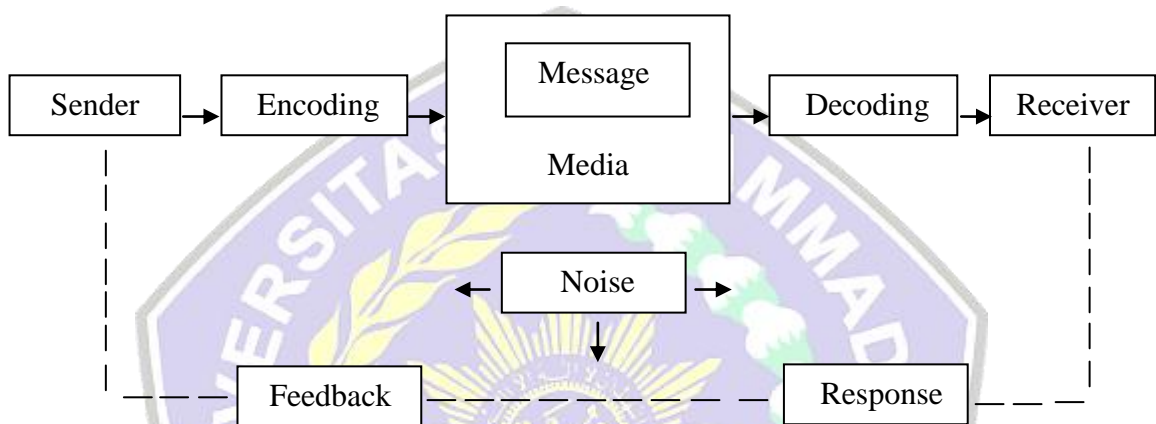 Sender
Encoding
Message
Media
Decoding
Receiver
Noise
Feedback
Response